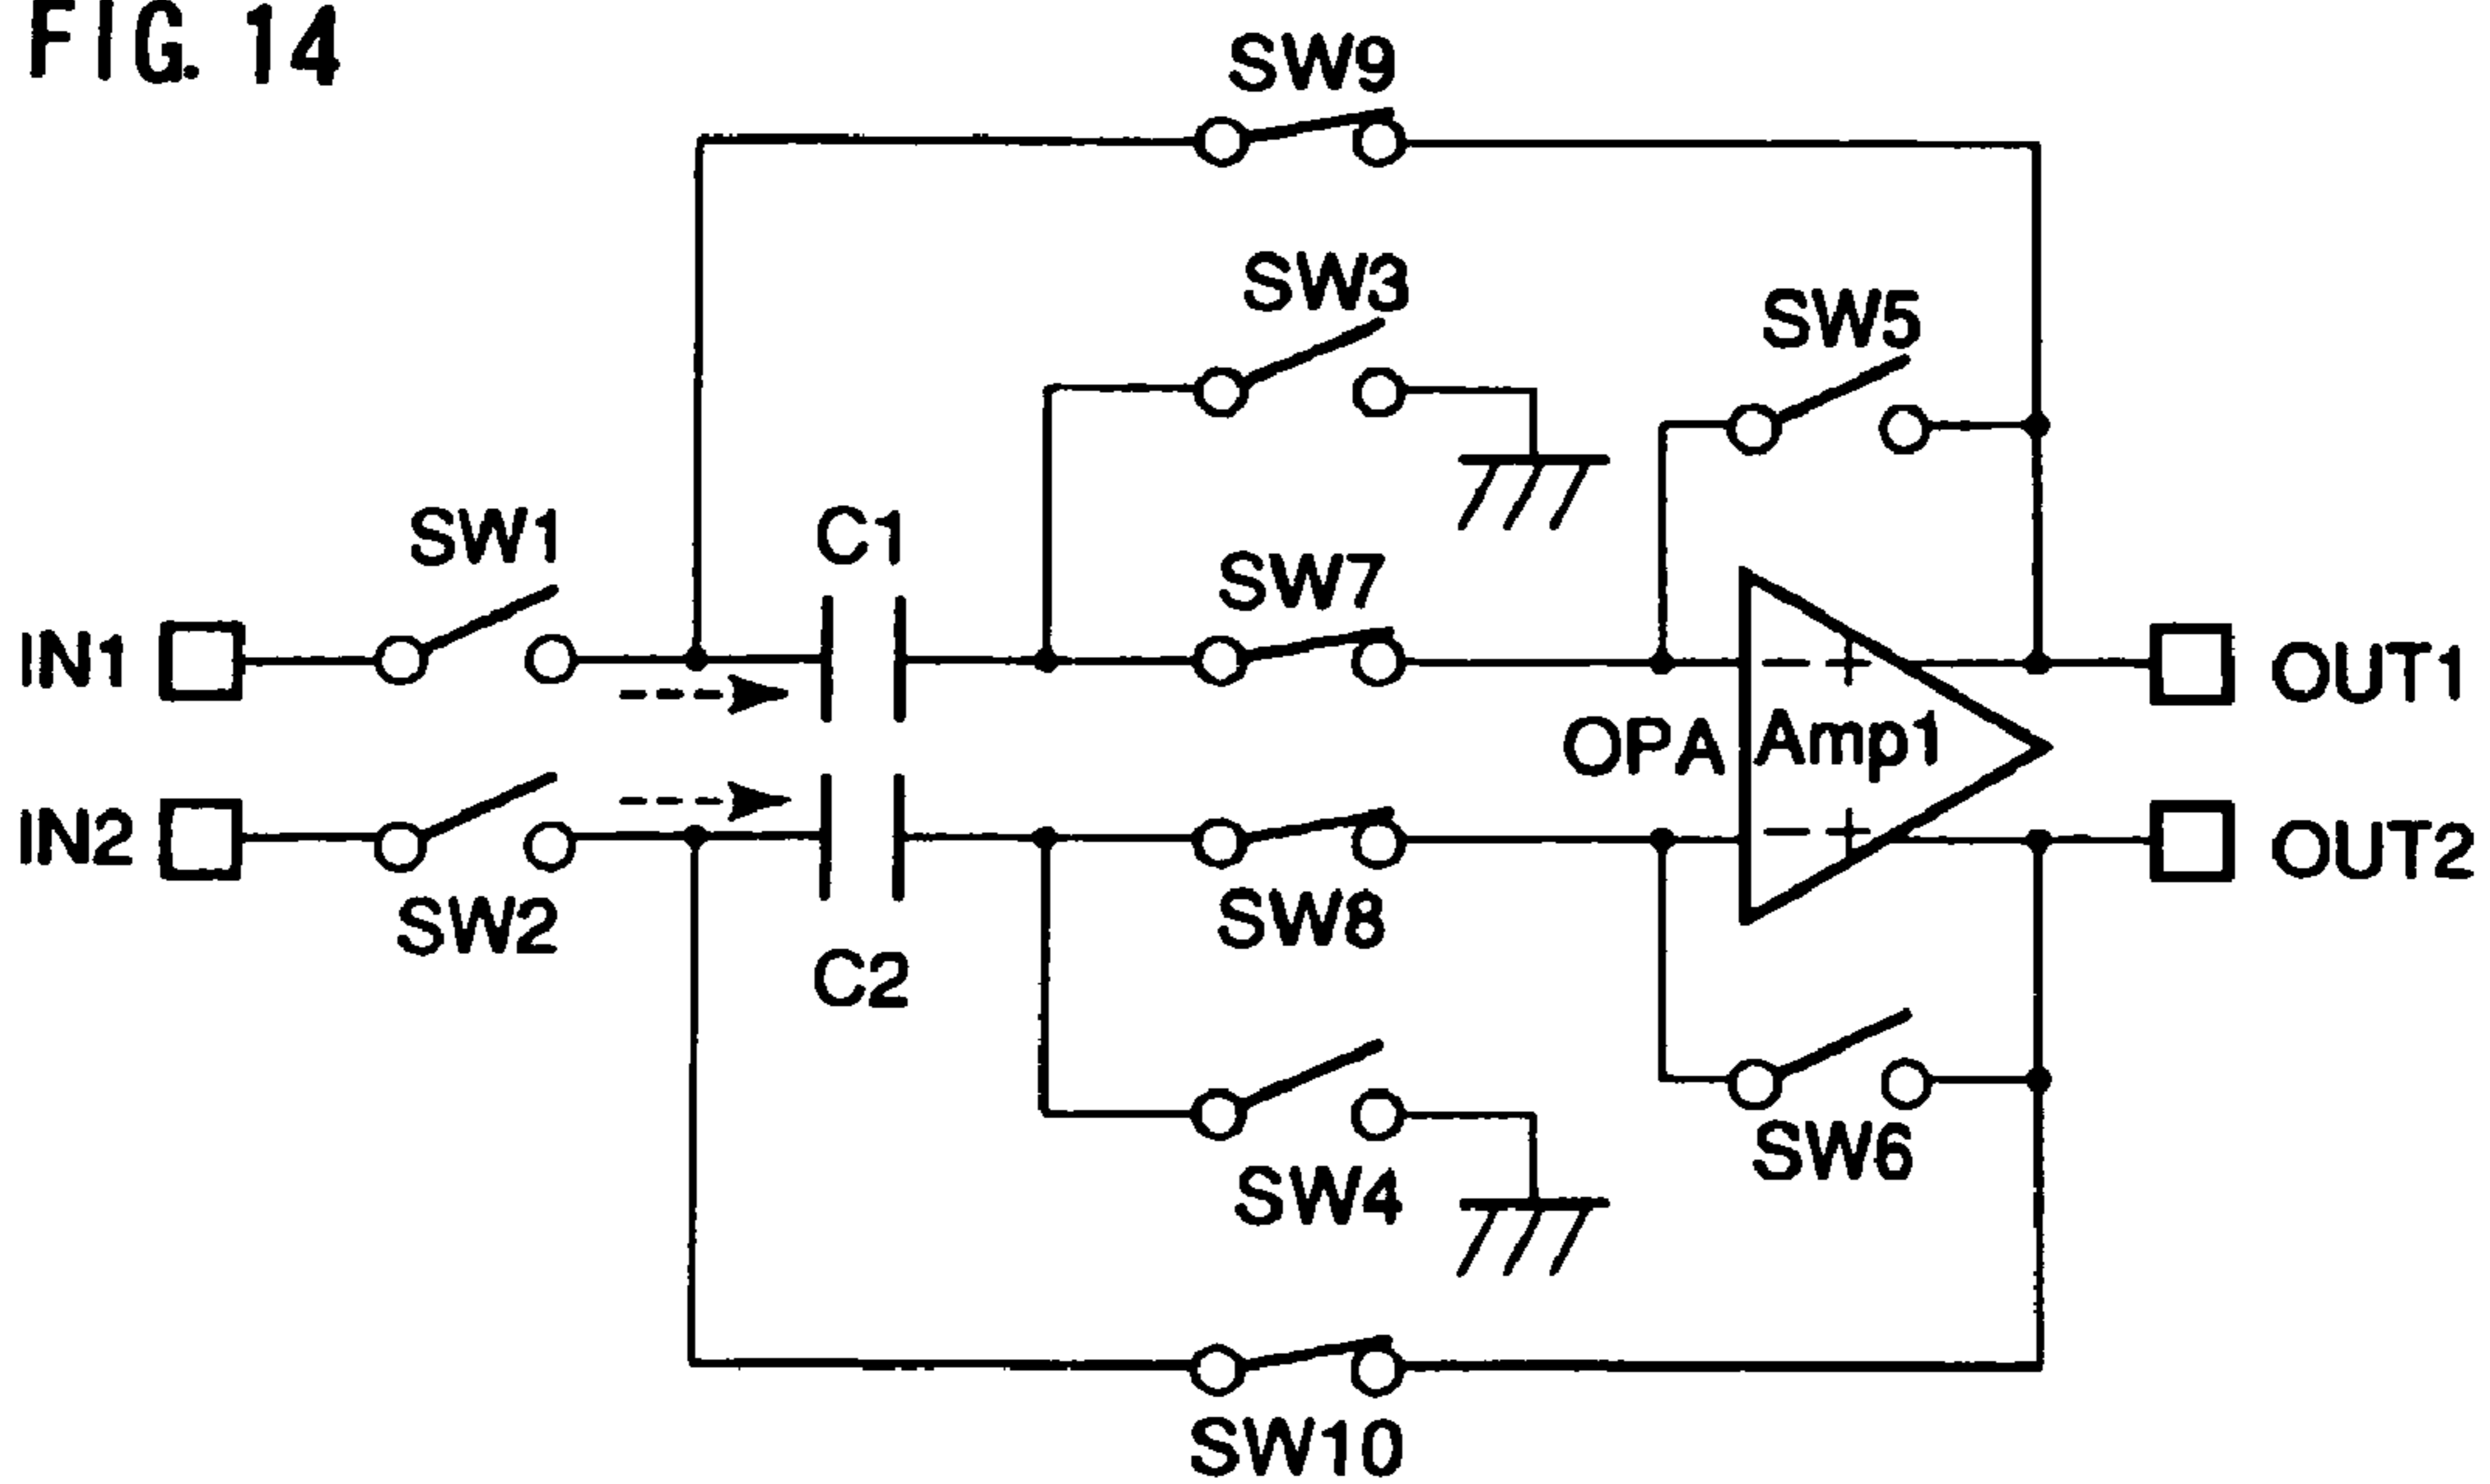 FIG. 14
SW9
SW3
SW5
SW1
C1
SW7
IN1
- +
OUT1
OPA
Amp1
IN2
- +
OUT2
SW2
SW8
C2
SW6
SW4
SW10